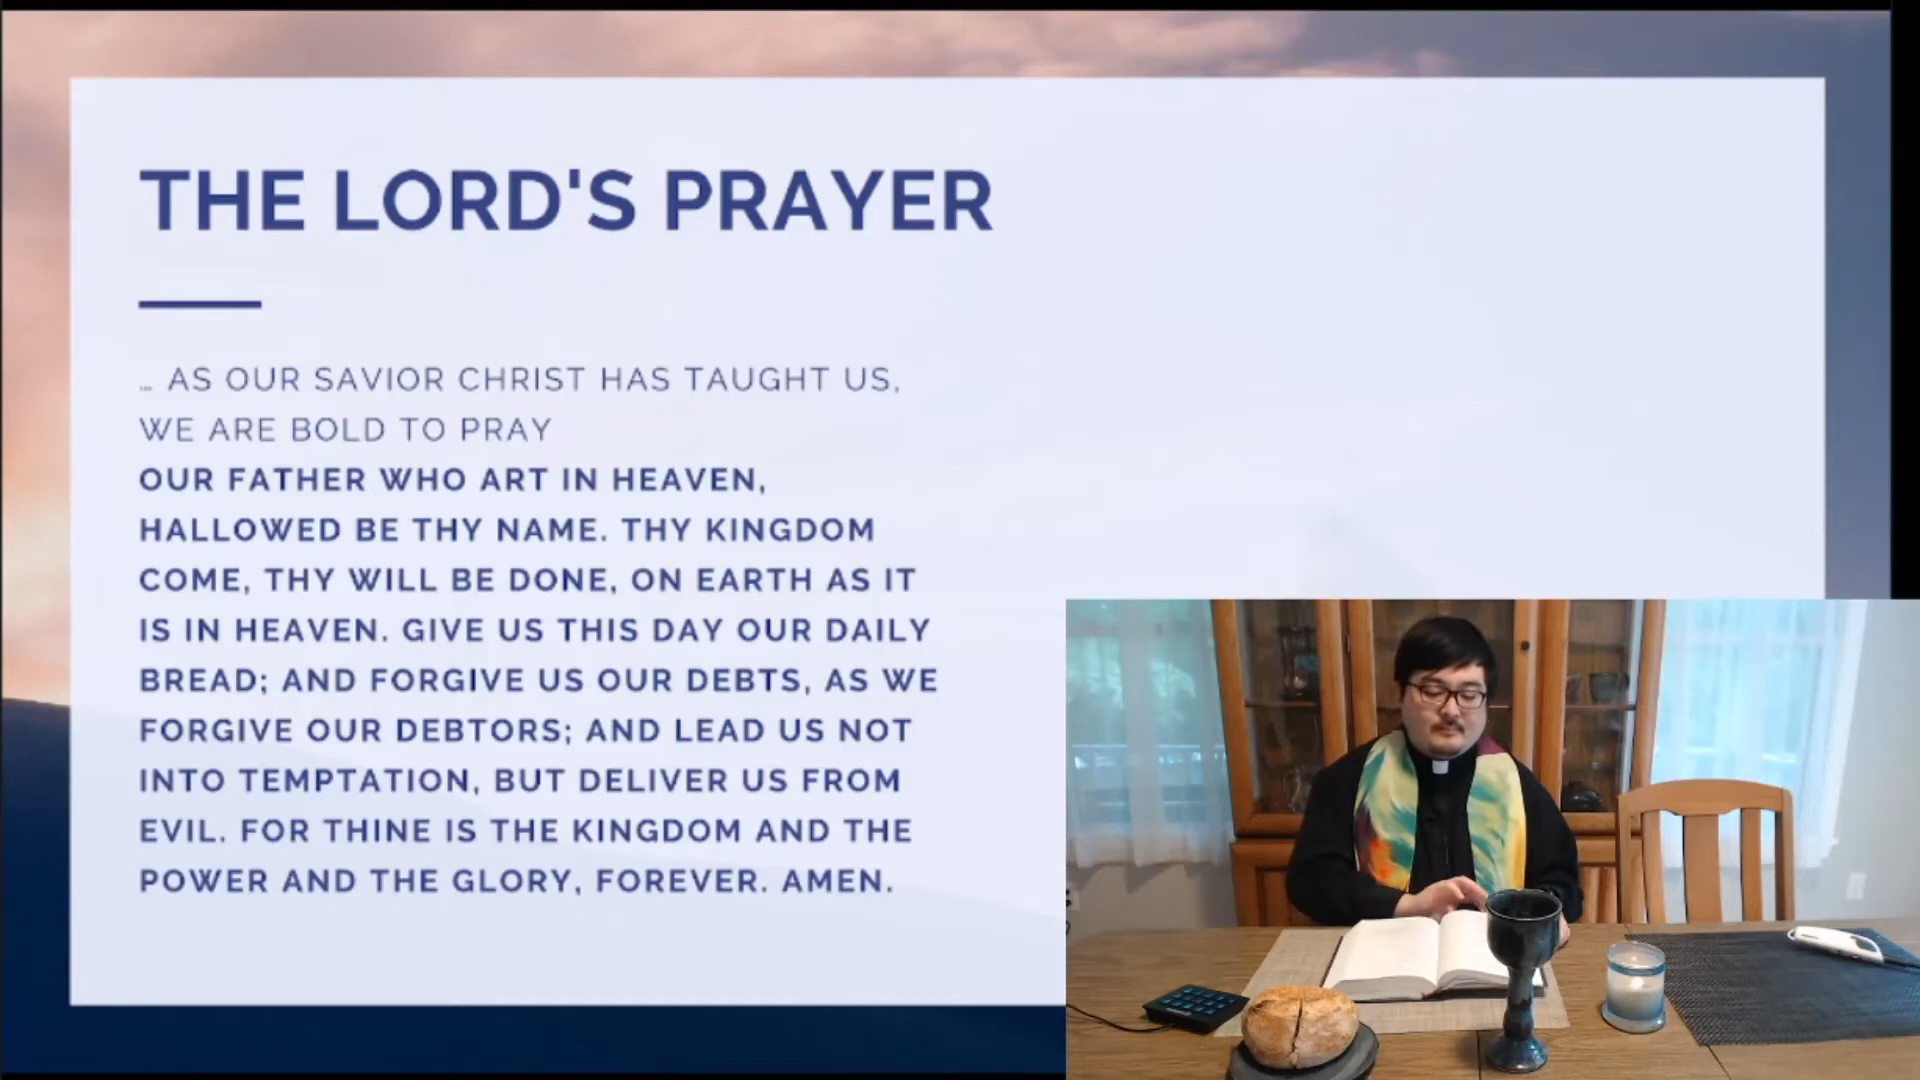 THE LORD'S PRAYER
… AS OUR SAVIOR CHRIST HAS TAUGHT US,
WE ARE BOLD TO PRAY
OUR FATHER WHO ART IN HEAVEN,
HALLOWED BE THY NAME. THY KINGDOM
COME, THY WILL BE DONE, ON EARTH AS IT
IS IN HEAVEN. GIVE US THIS DAY OUR DAILY
BREAD; AND FORGIVE US OUR DEBTS, AS WE
FORGIVE OUR DEBTORS; AND LEAD US NOT
INTO TEMPTATION, BUT DELIVER US FROM
EVIL. FOR THINE IS THE KINGDOM AND THE
POWER AND THE GLORY, FOREVER. AMEN.